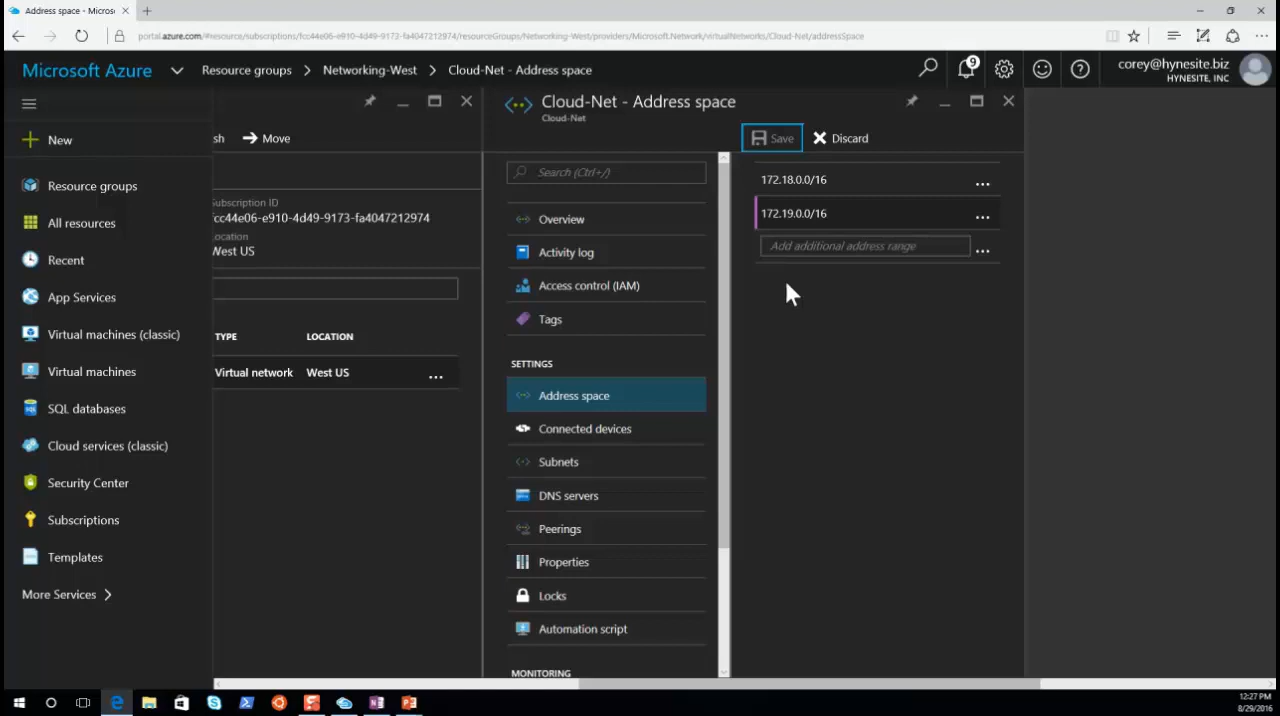 Address space - Microso
portal.azure.com/#resource/subscriptions/fcc44e06-e910-4d49-9173-fa4047212974/resourceGroups/Networking-West/providers/Microsoft.Network/virtualNetworks/Cloud-Net/addressSpace
Microsoft Azure
Resource groups > Networking-West > Cloud-Net - Address space
9
corey@hynesite.biz
HYNESITE, INC
New
Resource groups
All resources
Recent
App Services
Virtual machines (classic)
Virtual machines
SQL databases
Cloud services (classic)
Security Center
Subscriptions
Templates
More Services >
sh
Move
Subscription ID
fcc44e06-e910-4d49-9173-fa4047212974
Location
West US
TYPE LOCATION
Virtual network West US ...
Cloud-Net - Address space
Cloud-Net
Search (Ctrl+/)
Overview
Activity log
Access control (IAM)
Tags
SETTINGS
Address space
Connected devices
Subnets
DNS servers
Peerings
Properties
Locks
Automation script
MONITORING
Save
Discard
172.18.0.0/16 ...
172.19.0.0/16 ...
Add additional address range ...
12:27 PM
8/29/2016